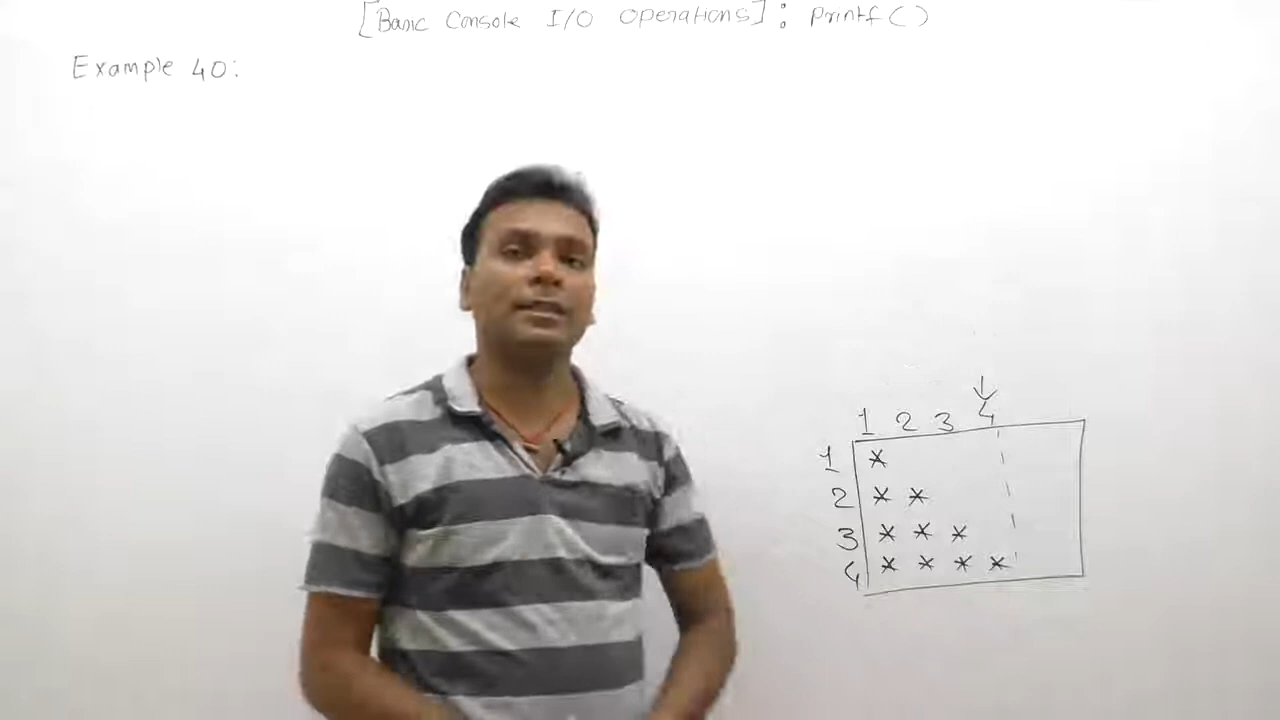 [Basic Console I/O Operations] : Printf()
Example 40:
1 2 3 4
1 *
2 * *
3 * * *
4 * * * *